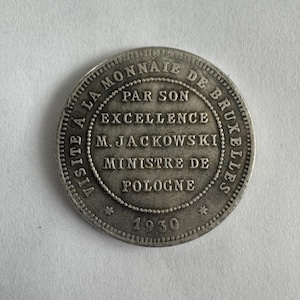 VISITE A LA MONNAIE DE BRUXELLES
PAR SON
EXCELLENCE
M. JACKOWSKI
MINISTRE DE
POLOGNE
* 1930 *